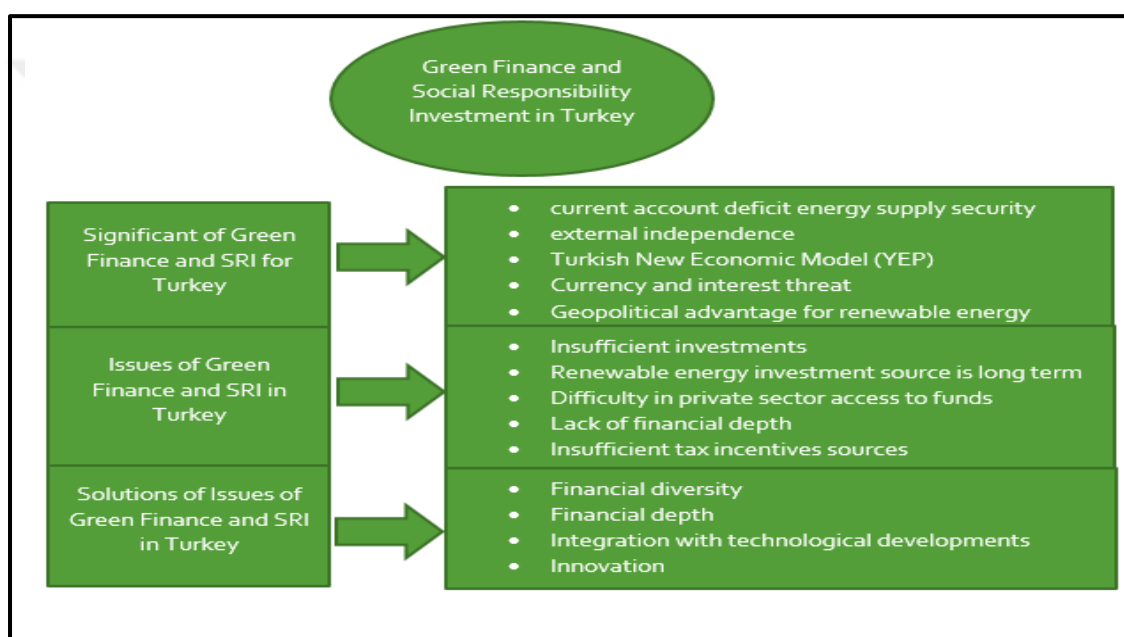 Green Finance and
Social Responsibility
Investment in Turkey
Significant of Green
Finance and SRI for
Turkey
• current account deficit energy supply security
• external independence
• Turkish New Economic Model (YEP)
• Currency and interest threat
• Geopolitical advantage for renewable energy
Issues of Green
Finance and SRI in
Turkey
• Insufficient investments
• Renewable energy investment source is long term
• Difficulty in private sector access to funds
• Lack of financial depth
• Insufficient tax incentives sources
Solutions of Issues of
Green Finance and SRI
in Turkey
• Financial diversity
• Financial depth
• Integration with technological developments
• Innovation